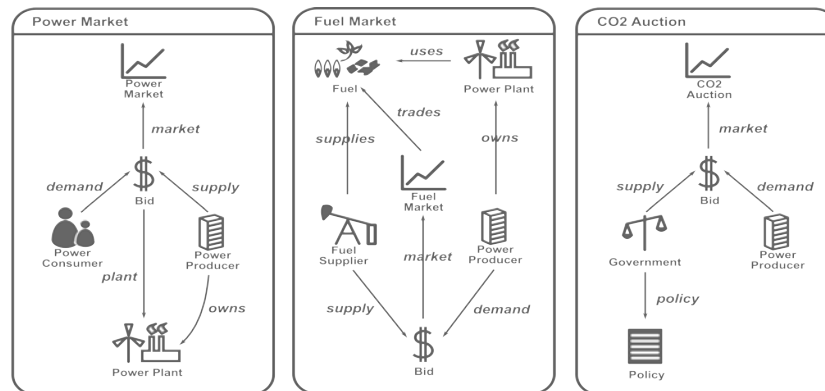 Power Market
Power
Market
market
demand
supply
Bid
Power
Consumer
Power
Producer
plant
owns
Power Plant
Fuel Market
uses
Fuel
Power Plant
trades
supplies
owns
Fuel
Market
Fuel
Supplier
Power
Producer
market
supply
demand
Bid
CO2 Auction
CO2
Auction
market
supply
demand
Bid
Government
Power
Producer
policy
Policy